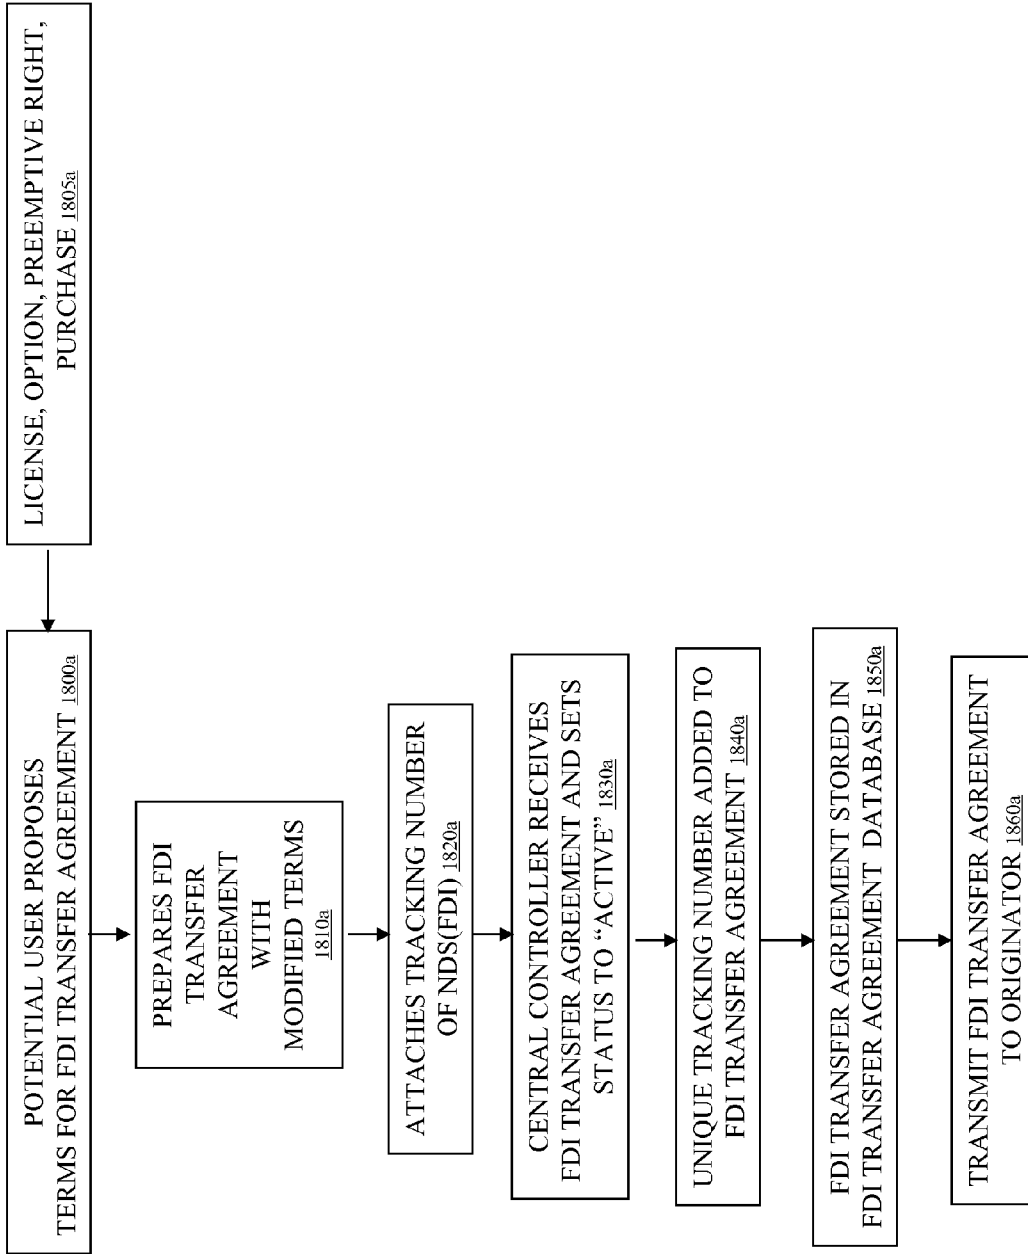 POTENTIAL USER PROPOSES
TERMS FOR FDI TRANSFER AGREEMENT 1800a
LICENSE, OPTION, PREEMPTIVE RIGHT,
PURCHASE 1805a
PREPARES FDI
TRANSFER
AGREEMENT
WITH
MODIFIED TERMS
1810a
ATTACHES TRACKING NUMBER
OF NDS(FDI) 1820a
CENTRAL CONTROLLER RECEIVES
FDI TRANSFER AGREEMENT AND SETS
STATUS TO “ACTIVE” 1830a
UNIQUE TRACKING NUMBER ADDED TO
FDI TRANSFER AGREEMENT 1840a
FDI TRANSFER AGREEMENT STORED IN
FDI TRANSFER AGREEMENT DATABASE 1850a
TRANSMIT FDI TRANSFER AGREEMENT
TO ORIGINATOR 1860a